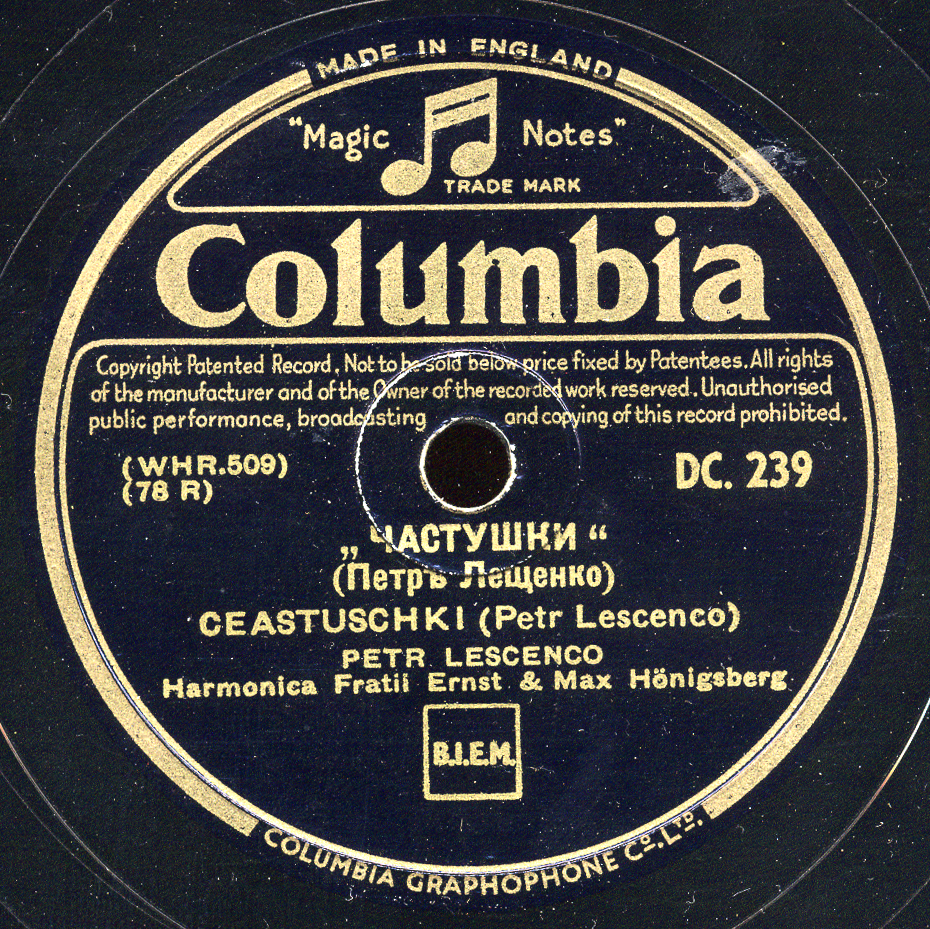 MADE IN ENGLAND
"Magic Notes"
TRADE MARK
Columbia
Copyright Patented Record, Not to be sold below price fixed by Patentees. All rights
of the manufacturer and of the Owner of the recorded work reserved. Unauthorised
public performance, broadcasting and copying of this record prohibited.
(WHR.509)
(78 R)
DC. 239
„ЧАСТУШКИ“
(Петръ Лещенко)
CEASTUSCHKI (Petr Lescenco)
PETR LESCENCO
Harmonica Fratii Ernst & Max Hönigsberg
B.I.E.M.
COLUMBIA GRAPHOPHONE Co. LTD.